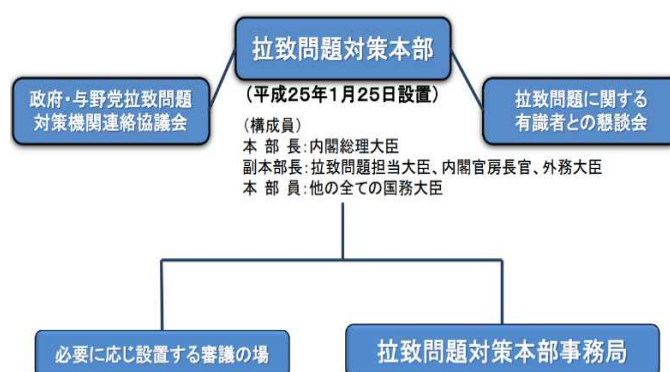 拉致問題対策本部
政府・与野党拉致問題
対策機関連絡協議会
(平成25年1月25日設置)
拉致問題に関する
有識者との懇談会
(構成員)
本 部 長:内閣総理大臣
副本部長:拉致問題担当大臣、内閣官房長官、外務大臣
本 部 員:他の全ての国務大臣
必要に応じ設置する審議の場
拉致問題対策本部事務局